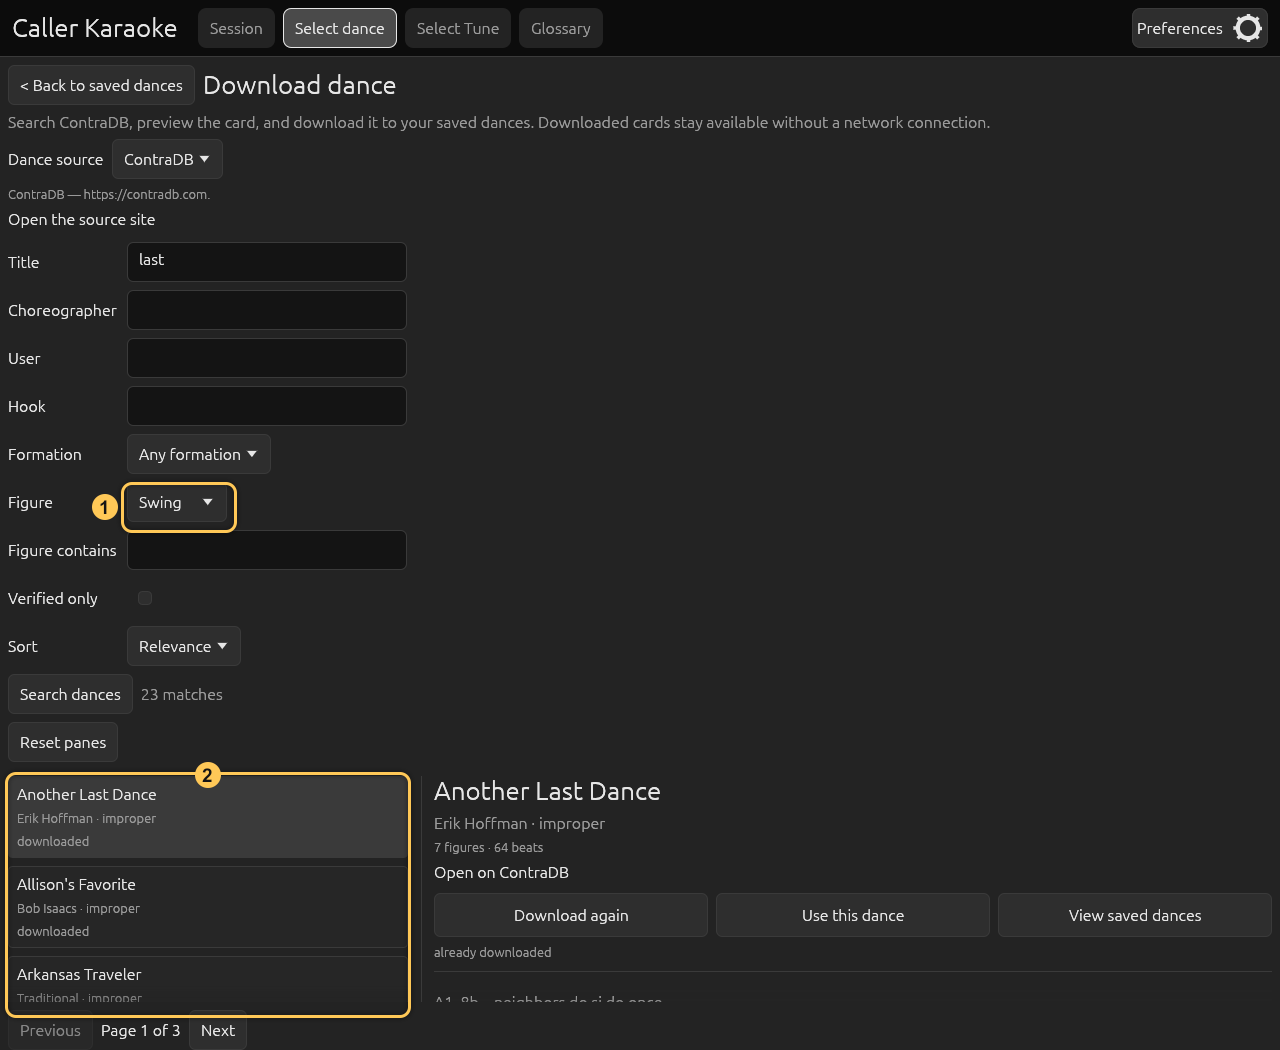 Caller Karaoke
Session
Select dance
Select Tune
Glossary
Preferences
< Back to saved dances
Download dance
Search ContraDB, preview the card, and download it to your saved dances. Downloaded cards stay available without a network connection.
Dance source
ContraDB
ContraDB — https://contradb.com.
Open the source site
Title
last
Choreographer
User
Hook
Formation
Any formation
Figure
1
Swing
Figure contains
Verified only
Sort
Relevance
Search dances
23 matches
Reset panes
2
Another Last Dance
Erik Hoffman · improper
downloaded
Allison's Favorite
Bob Isaacs · improper
downloaded
Arkansas Traveler
Traditional · improper
Previous
Page 1 of 3
Next
Another Last Dance
Erik Hoffman · improper
7 figures · 64 beats
Open on ContraDB
Download again
Use this dance
View saved dances
already downloaded